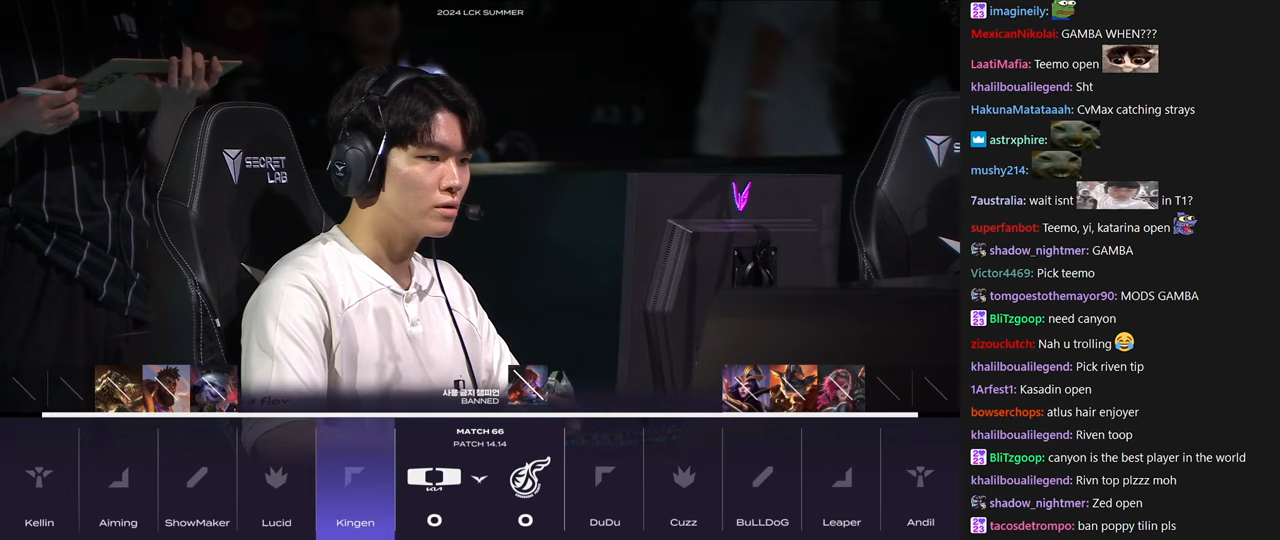 2024 LCK SUMMER
SECRET
LAB
사용 금지 챔피언
BANNED
MATCH 66
PATCH 14.14
KIA
0
0
Kellin
Aiming
ShowMaker
Lucid
Kingen
DuDu
Cuzz
BuLLDoG
Leaper
Andil
imagineily:
MexicanNikolai: GAMBA WHEN???
LaatiMafia: Teemo open
khalilboualilegend: Sht
HakunaMatataaah: CvMax catching strays
astrxphire:
mushy214:
7australia: wait isnt in T1?
superfanbot: Teemo, yi, katarina open
shadow_nightmer: GAMBA
Victor4469: Pick teemo
tomgoestothemayor90: MODS GAMBA
BliTzgoop: need canyon
zizouclutch: Nah u trolling 😂
khalilboualilegend: Pick riven tip
1Arfest1: Kasadin open
bowserchops: atlus hair enjoyer
khalilboualilegend: Riven toop
BliTzgoop: canyon is the best player in the world
khalilboualilegend: Rivn top plzzz moh
shadow_nightmer: Zed open
tacosdetrompo: ban poppy tilin pls